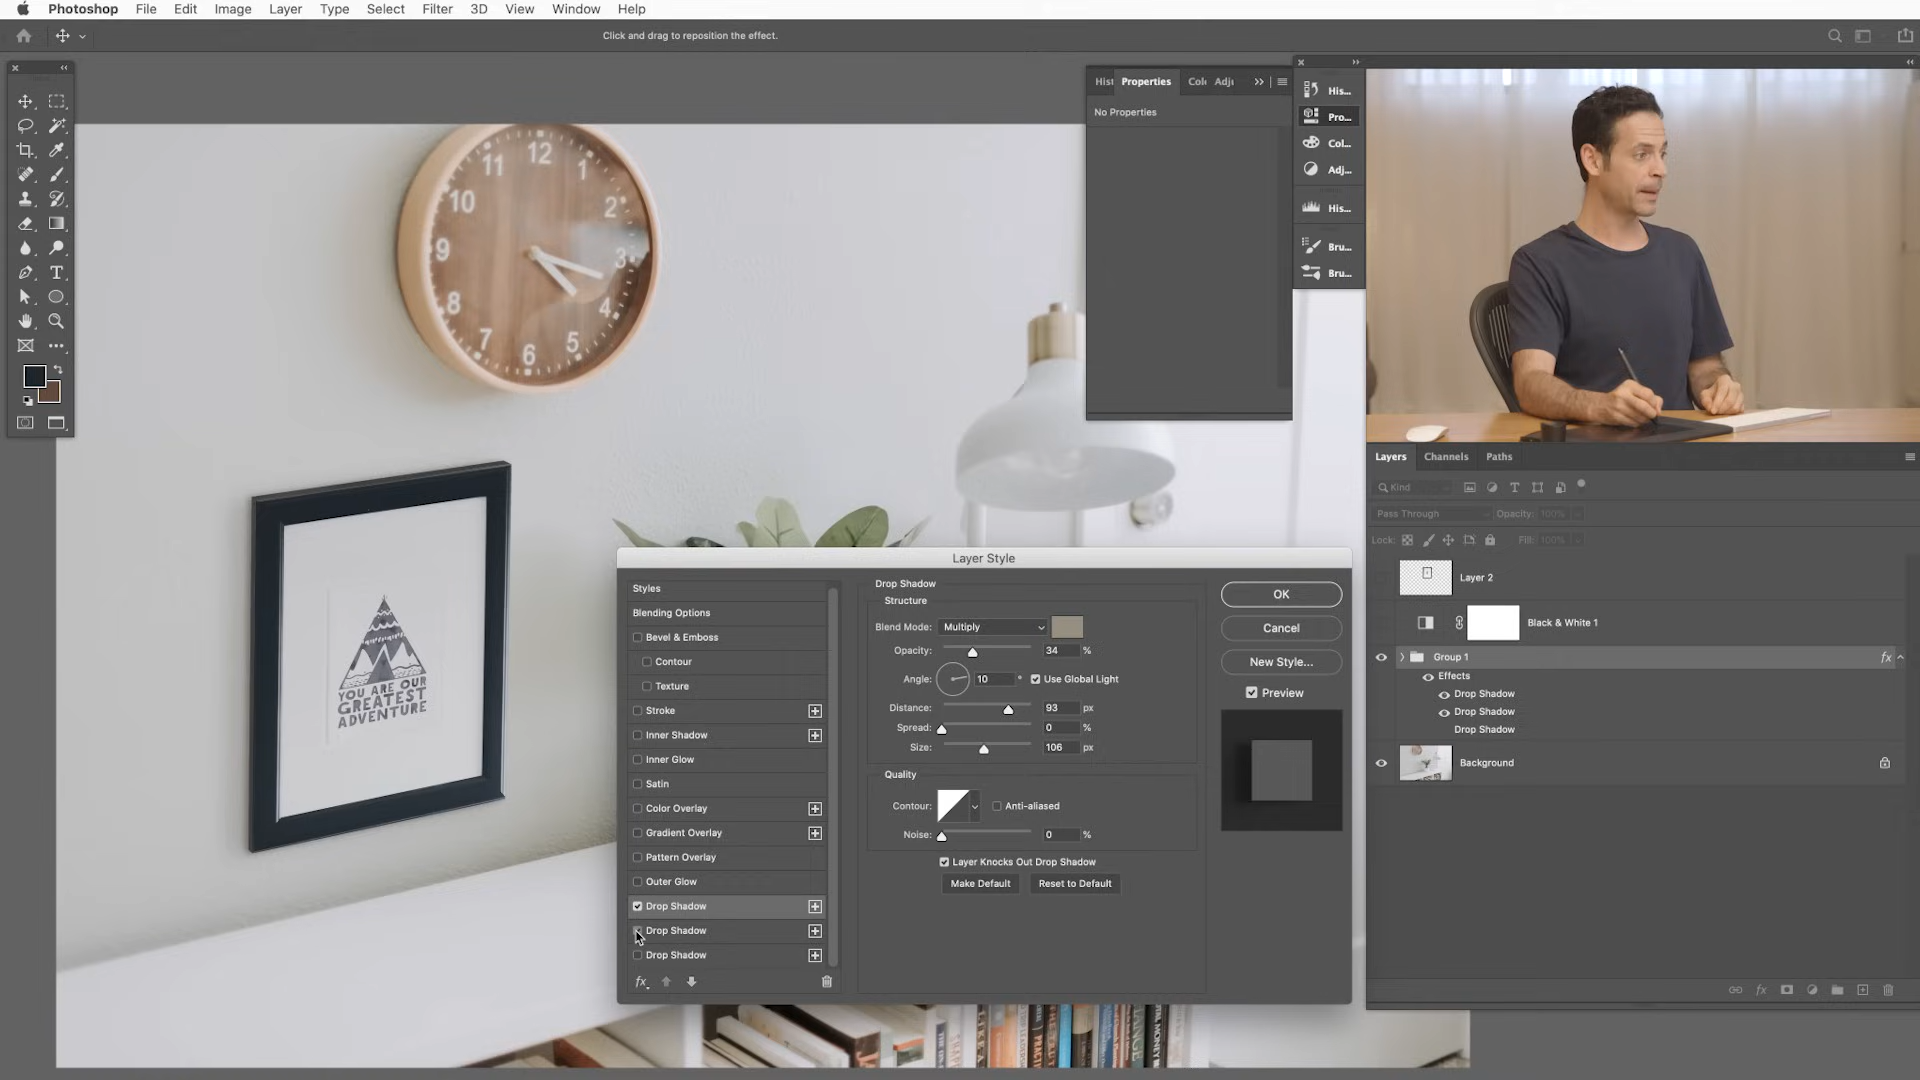 Photoshop File Edit Image Layer Type Select Filter 3D View Window Help
Click and drag to reposition the effect.
Hist Properties Col Adj
No Properties
His...
Pro...
Col...
Adj...
His...
Bru...
Bru...
12
11
1
10
2
9
3
8
4
7
5
6
YOU ARE OUR
GREATEST
ADVENTURE
Layers Channels Paths
Kind
Pass Through Opacity: 100%
Lock: Fill: 100%
Layer 2
Black & White 1
Group 1 fx
Effects
Drop Shadow
Drop Shadow
Drop Shadow
Background
fx
Layer Style
Styles
Blending Options
Bevel & Emboss
Contour
Texture
Stroke
Inner Shadow
Inner Glow
Satin
Color Overlay
Gradient Overlay
Pattern Overlay
Outer Glow
Drop Shadow
Drop Shadow
Drop Shadow
fx
Drop Shadow
Structure
Blend Mode: Multiply
Opacity: 34 %
Angle: 10 ° Use Global Light
Distance: 93 px
Spread: 0 %
Size: 106 px
Quality
Contour: Anti-aliased
Noise: 0 %
Layer Knocks Out Drop Shadow
Make Default Reset to Default
OK
Cancel
New Style...
Preview